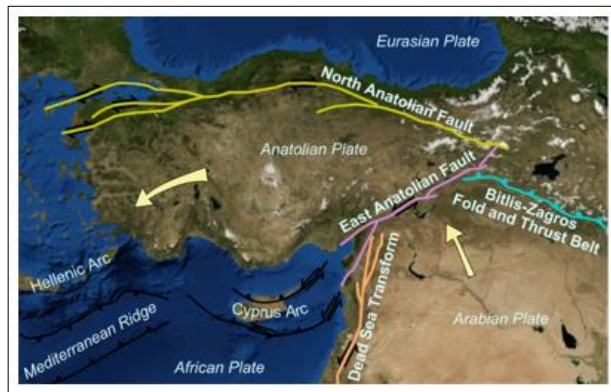 Eurasian Plate
North Anatolian Fault
Anatolian Plate
East Anatolian Fault
Bitlis-Zagros
Fold and Thrust Belt
Hellenic Arc
Cyprus Arc
Mediterranean Ridge
Dead Sea Transform
Arabian Plate
African Plate